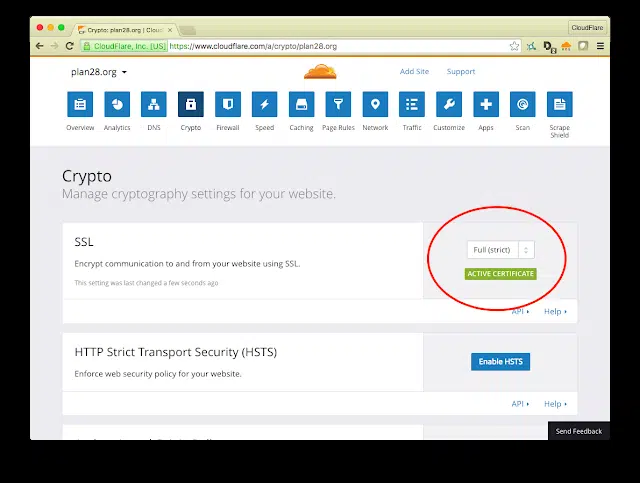 Crypto: plan28.org | Cloud
CloudFlare
CloudFlare, Inc. [US] https://www.cloudflare.com/a/crypto/plan28.org
plan28.org
Add Site Support
Overview Analytics DNS Crypto Firewall Speed Caching Page Rules Network Traffic Customize Apps Scan Scrape Shield
Crypto
Manage cryptography settings for your website.
SSL
Encrypt communication to and from your website using SSL.
This setting was last changed a few seconds ago
Full (strict)
ACTIVE CERTIFICATE
API Help
HTTP Strict Transport Security (HSTS)
Enforce web security policy for your website.
Enable HSTS
API Help
Send Feedback